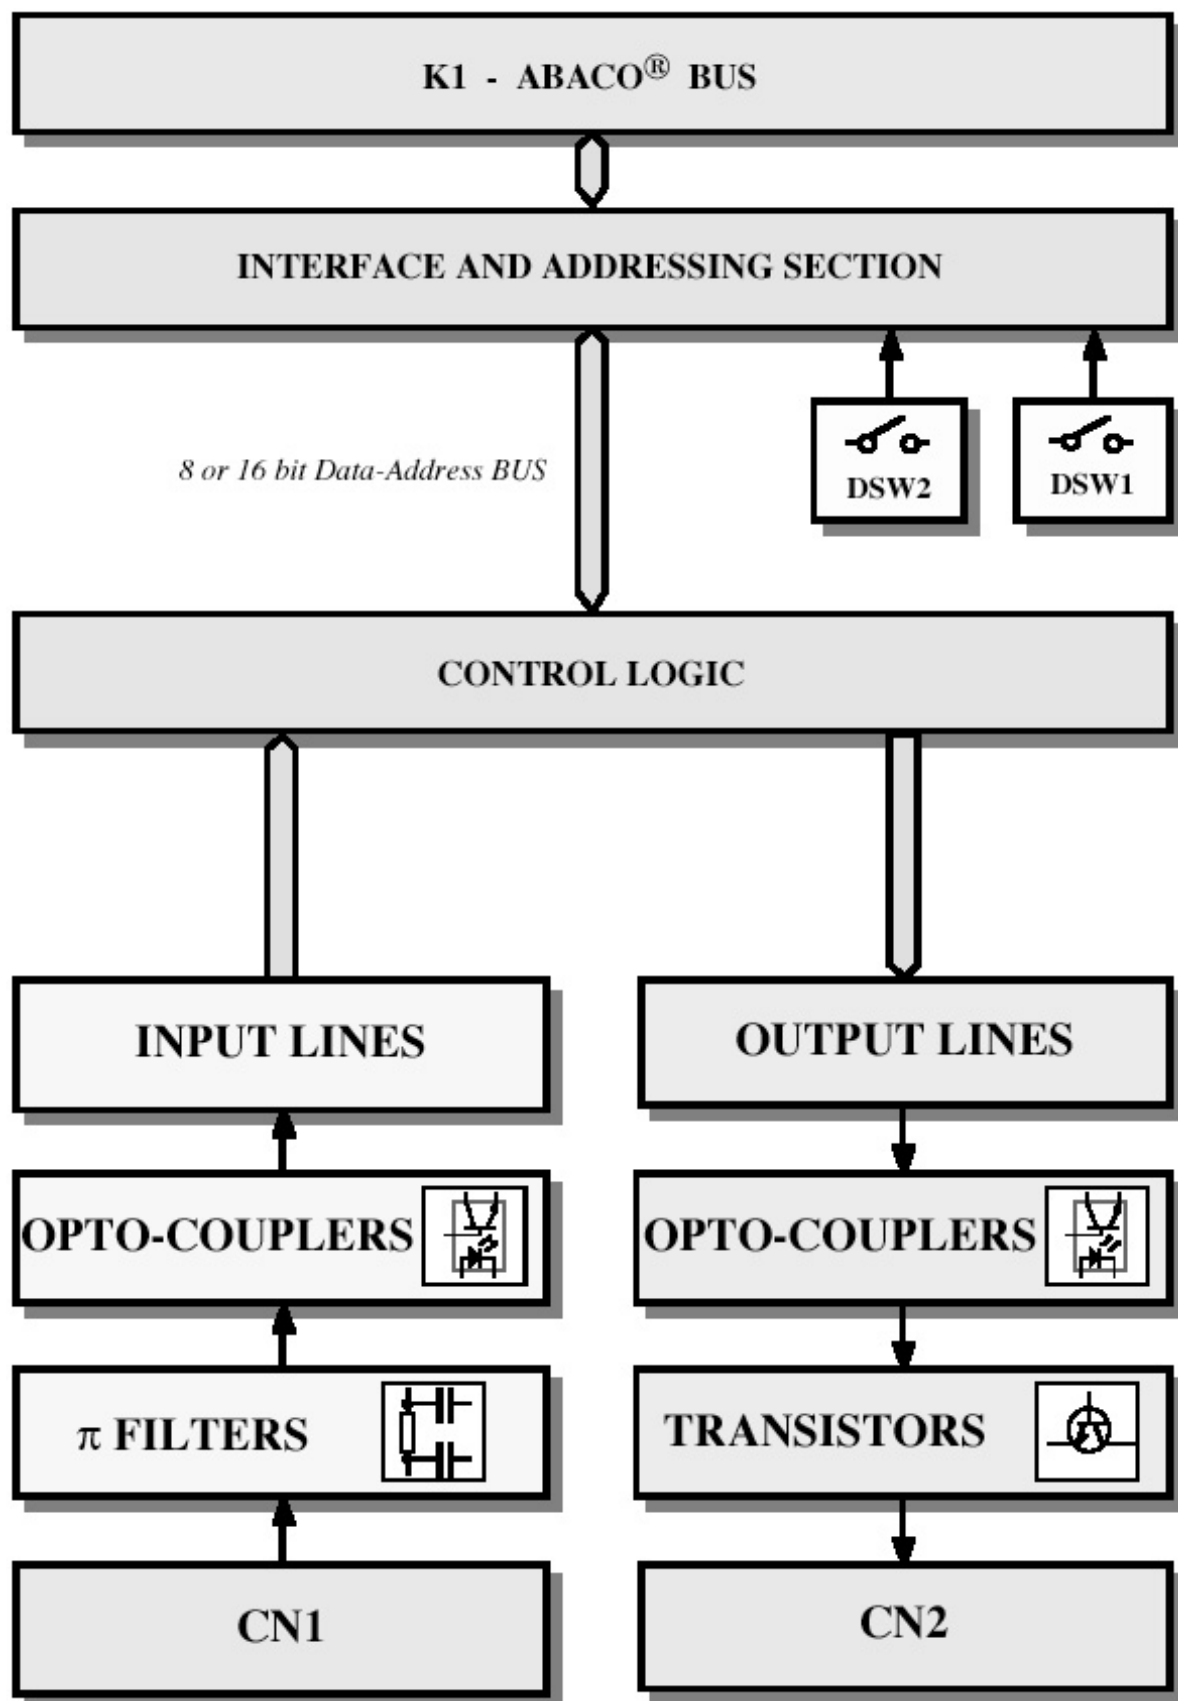 K1 - ABACO® BUS
INTERFACE AND ADDRESSING SECTION
8 or 16 bit Data-Address BUS
DSW2
DSW1
CONTROL LOGIC
INPUT LINES
OUTPUT LINES
OPTO-COUPLERS
OPTO-COUPLERS
π FILTERS
TRANSISTORS
CN1
CN2